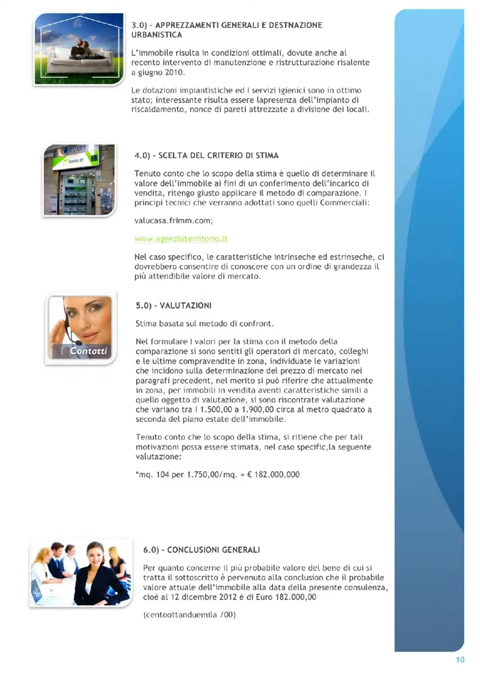 3.0) - APPREZZAMENTI GENERALI E DESTNAZIONE
URBANISTICA
L'immobile risulta in condizioni ottimali, dovute anche al
recento intervento di manutenzione e ristrutturazione risalente
a giugno 2010.
Le dotazioni impiantistiche ed I servizi igienici sono in ottimo
stato; interessante risulta essere lapresenza dell'impianto di
riscaldamento, nonce di pareti attrezzate a divisione dei locali.
4.0) - SCELTA DEL CRITERIO DI STIMA
Tenuto conto che lo scopo della stima è quello di determinare il
valore dell'immobile ai fini di un conferimento dell'incarico di
vendita, ritengo giusto applicare il metodo di comparazione. I
principi tecnici che verranno adottati sono quelli Commerciali:
valucasa.frimm.com;
www.agenziaterritorio.it
Nel caso specifico, le caratteristiche intrinseche ed estrinseche, ci
dovrebbero consentire di conoscere con un ordine di grandezza il
più attendibile valore di mercato.
Contatti
5.0) - VALUTAZIONI
Stima basata sul metodo di confront.
Nel formulare I valori per la stima con il metodo della
comparazione si sono sentiti gli operatori di mercato, colleghi
e le ultime compravendite in zona, individuate le variazioni
che incidono sulla determinazione del prezzo di mercato nei
paragrafi precedent, nel merito si può riferire che attualmente
in zona, per immobili in vendita aventi caratteristiche simili a
quello oggetto di valutazione, si sono riscontrate valutazione
che variano tra I 1.500,00 a 1.900,00 circa al metro quadrato a
seconda del piano estate dell'immobile.
Tenuto conto che lo scopo della stima, si ritiene che per tali
motivazioni possa essere stimata, nel caso specific,la seguente
valutazione:
*mq. 104 per 1.750,00/mq. = € 182.000,000
6.0) - CONCLUSIONI GENERALI
Per quanto concerne il più probabile valore del bene di cui si
tratta il sottoscritto è pervenuto alla conclusion che il probabile
valore attuale dell'immobile alla data della presente consulenza,
cioè al 12 dicembre 2012 è di Euro 182.000,00
(centoottanduemila /00)
10